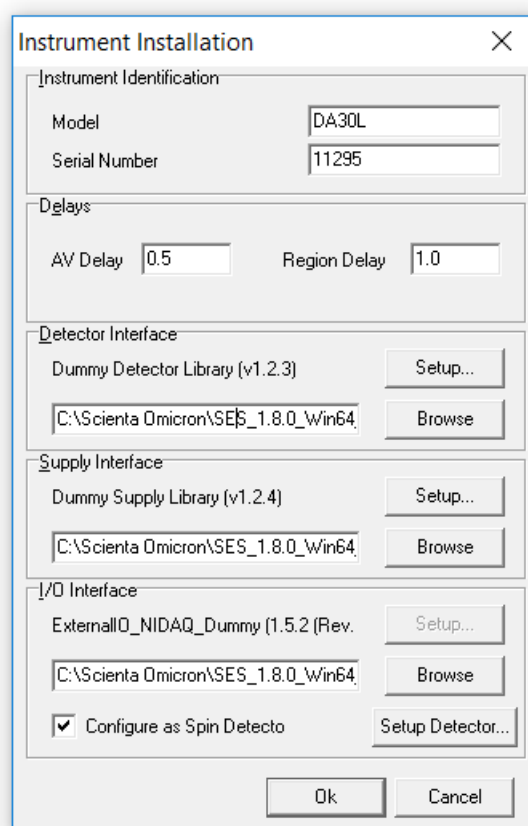 Instrument Installation
Instrument Identification
Model DA30L
Serial Number 11295
Delays
AV Delay 0.5 Region Delay 1.0
Detector Interface
Dummy Detector Library (v1.2.3) Setup...
C:\Scienta Omicron\SES_1.8.0_Win64_ Browse
Supply Interface
Dummy Supply Library (v1.2.4) Setup...
C:\Scienta Omicron\SES_1.8.0_Win64_ Browse
I/O Interface
ExternalIO_NIDAQ_Dummy (1.5.2 (Rev. Setup...
C:\Scienta Omicron\SES_1.8.0_Win64_ Browse
Configure as Spin Detecto Setup Detector...
Ok Cancel